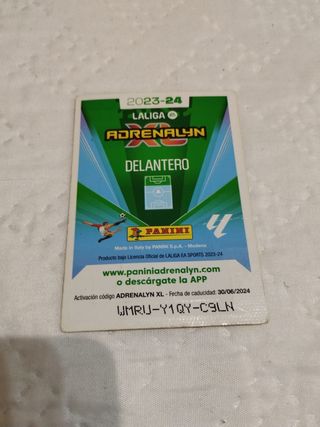 2023-24
LALIGA
ADRENALYN
XL
DELANTERO
PANINI
Made in Italy by PANINI S.p.A. - Modena
Producto bajo Licencia Oficial de LALIGA EA SPORTS 2023-24
www.paniniadrenalyn.com
o descárgate la APP
Activación código ADRENALYN XL - Fecha de caducidad: 30/06/2024
WMRU-Y1QY-C9LN